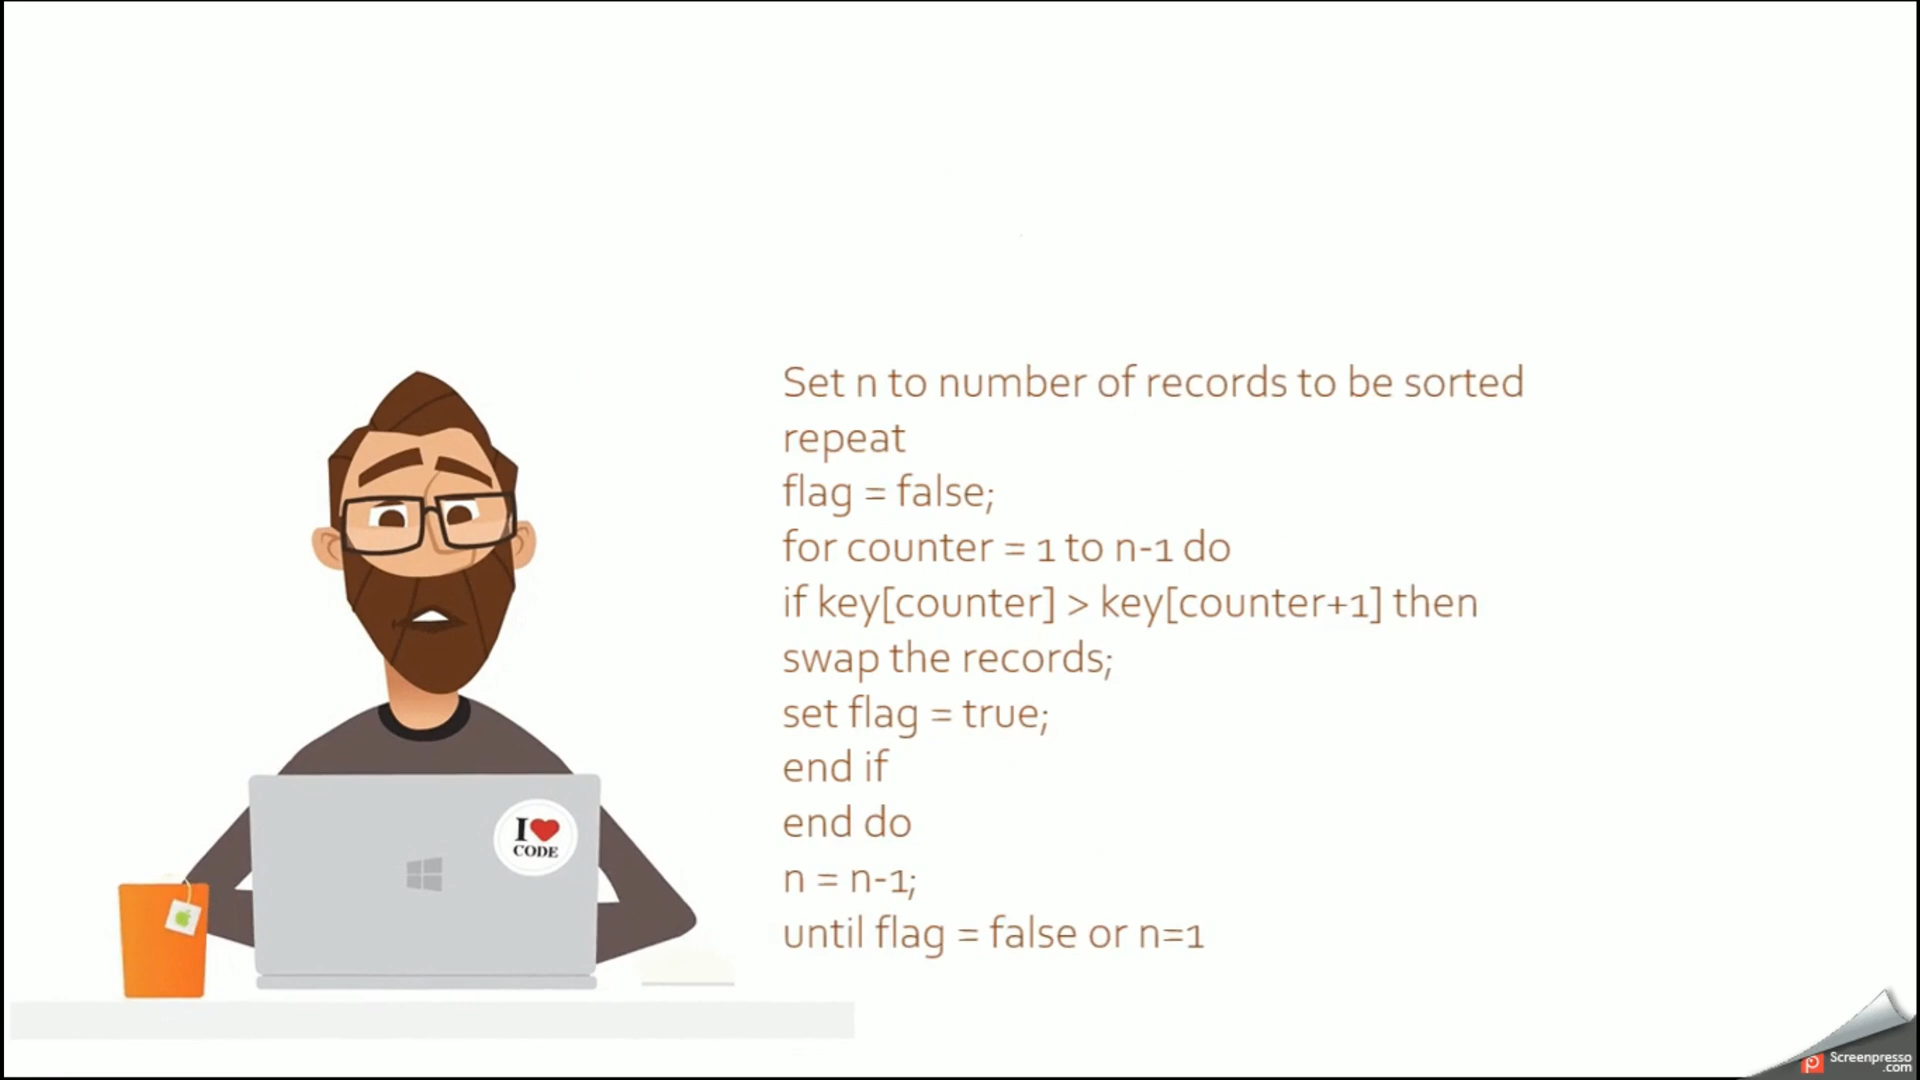 Set n to number of records to be sorted
repeat
flag = false;
for counter = 1 to n-1 do
if key[counter] > key[counter+1] then
swap the records;
set flag = true;
end if
end do
n = n-1;
until flag = false or n=1
I
CODE
Screenpresso
.com